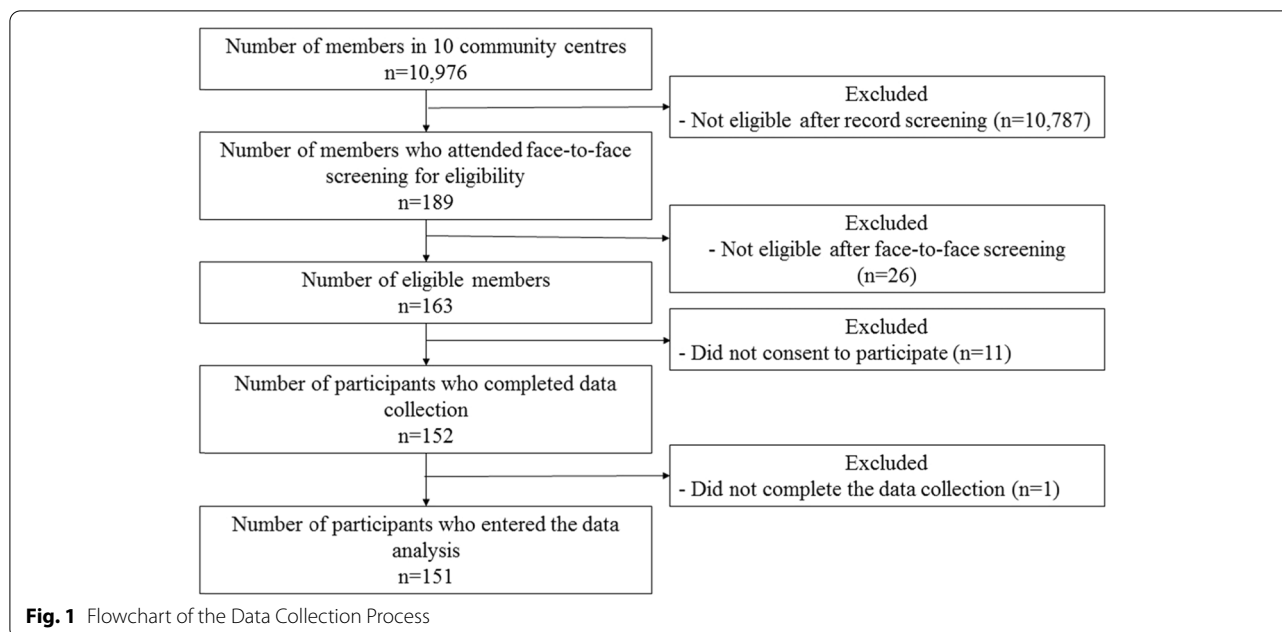 Number of members in 10 community centres
n=10,976
Excluded
- Not eligible after record screening (n=10,787)
Number of members who attended face-to-face
screening for eligibility
n=189
Excluded
- Not eligible after face-to-face screening
(n=26)
Number of eligible members
n=163
Excluded
- Did not consent to participate (n=11)
Number of participants who completed data
collection
n=152
Excluded
- Did not complete the data collection (n=1)
Number of participants who entered the data
analysis
n=151
Fig. 1 Flowchart of the Data Collection Process